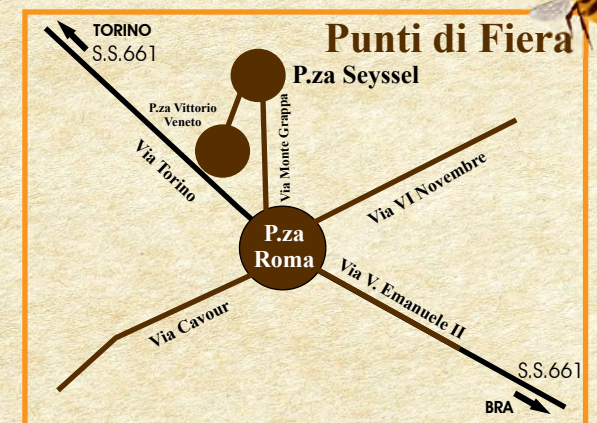 Punti di Fiera
TORINO
S.S.661
P.za Seyssel
P.za Vittorio
Veneto
Via Monte Grappa
Via Torino
Via VI Novembre
P.za
Roma
Via V. Emanuele II
Via Cavour
S.S.661
BRA